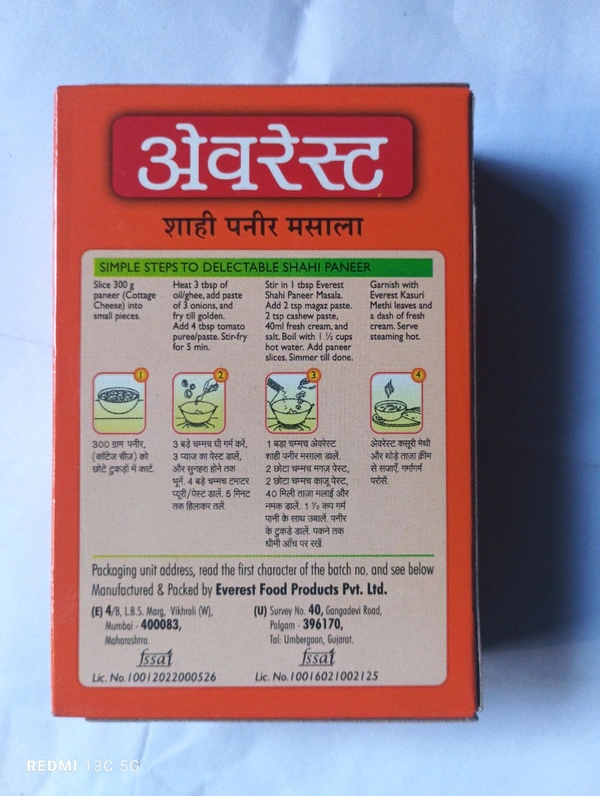 अेवरेस्ट
शाही पनीर मसाला
SIMPLE STEPS TO DELECTABLE SHAHI PANEER
Slice 300 g
paneer (Cottage
Cheese) into
small pieces.
Heat 3 tbsp of
oil/ghee, add paste
of 3 onions, and
fry till golden.
Add 4 tbsp tomato
puree/paste. Stir-fry
for 5 min.
Stir in 1 tbsp Everest
Shahi Paneer Masala.
Add 2 tsp magaz paste.
2 tsp cashew paste,
40ml fresh cream, and
salt. Boil with 1 ½ cups
hot water. Add paneer
slices. Simmer till done.
Garnish with
Everest Kasuri
Methi leaves and
a dash of fresh
cream. Serve
steaming hot.
1
2
3
4
300 ग्राम पनीर,
(कॉटेज चीज़) को
छोटे टुकड़ों में काटें.
3 बड़े चम्मच घी गर्म करें,
3 प्याज का पेस्ट डालें,
और सुनहरा होने तक
भूनें. 4 बड़े चम्मच टमाटर
प्यूरी/पेस्ट डालें. 5 मिनट
तक हिलाकर तलें.
1 बड़ा चम्मच अेवरेस्ट
शाही पनीर मसाला डालें.
2 छोटा चम्मच मगज़ पेस्ट,
2 छोटा चम्मच काजू पेस्ट,
40 मिली ताज़ा मलाई और
नमक डालें. 1 ½ कप गर्म
पानी के साथ उबालें. पनीर
के टुकड़े डालें. पकने तक
धीमी आँच पर रखें.
अेवरेस्ट कसूरी मेथी
और थोड़े ताज़ा क्रीम
से सजाएँ. गर्मागर्म
परोसें.
Packaging unit address, read the first character of the batch no. and see below
Manufactured & Packed by Everest Food Products Pvt. Ltd.
(E) 4/B, L.B.S. Marg, Vikhroli (W),
Mumbai - 400083,
Maharashtra.
fssai
Lic. No.10012022000526
(U) Survey No. 40, Gangadevi Road,
Palgam - 396170,
Tal: Umbergaon, Gujarat.
fssai
Lic. No.10016021002125
REDMI 13C 5G